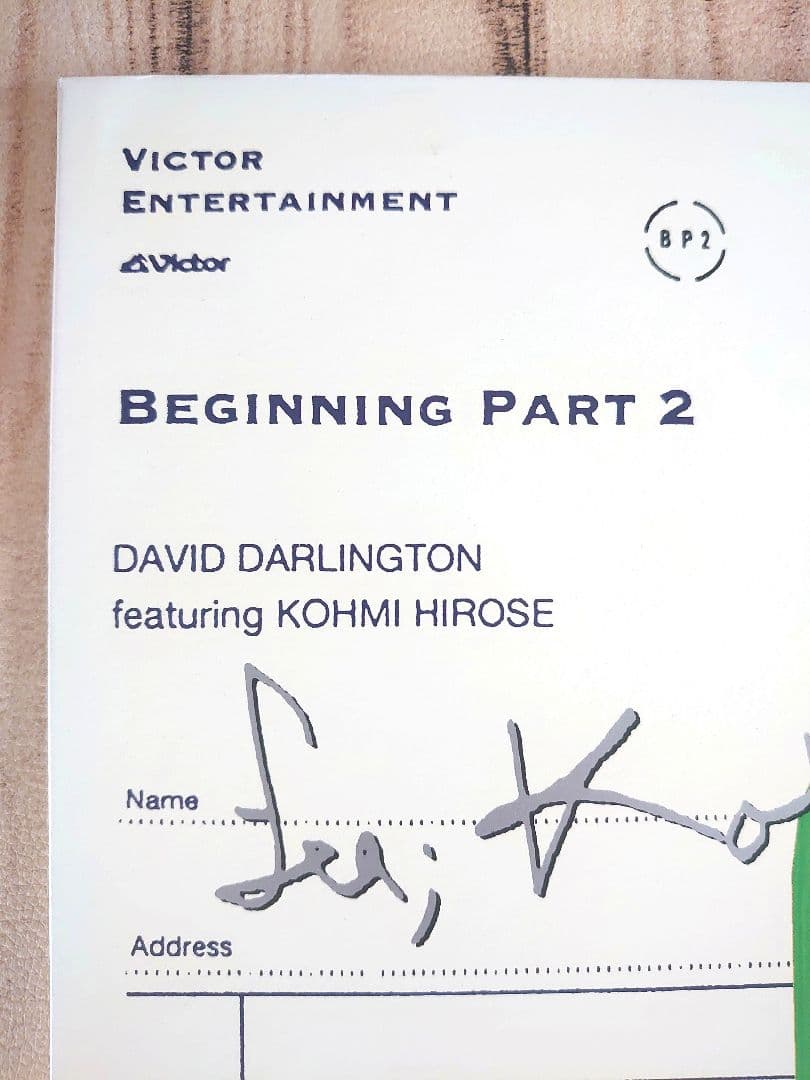 VICTOR
ENTERTAINMENT
Victor
BP2
BEGINNING PART 2
DAVID DARLINGTON
featuring KOHMI HIROSE
Name
Address